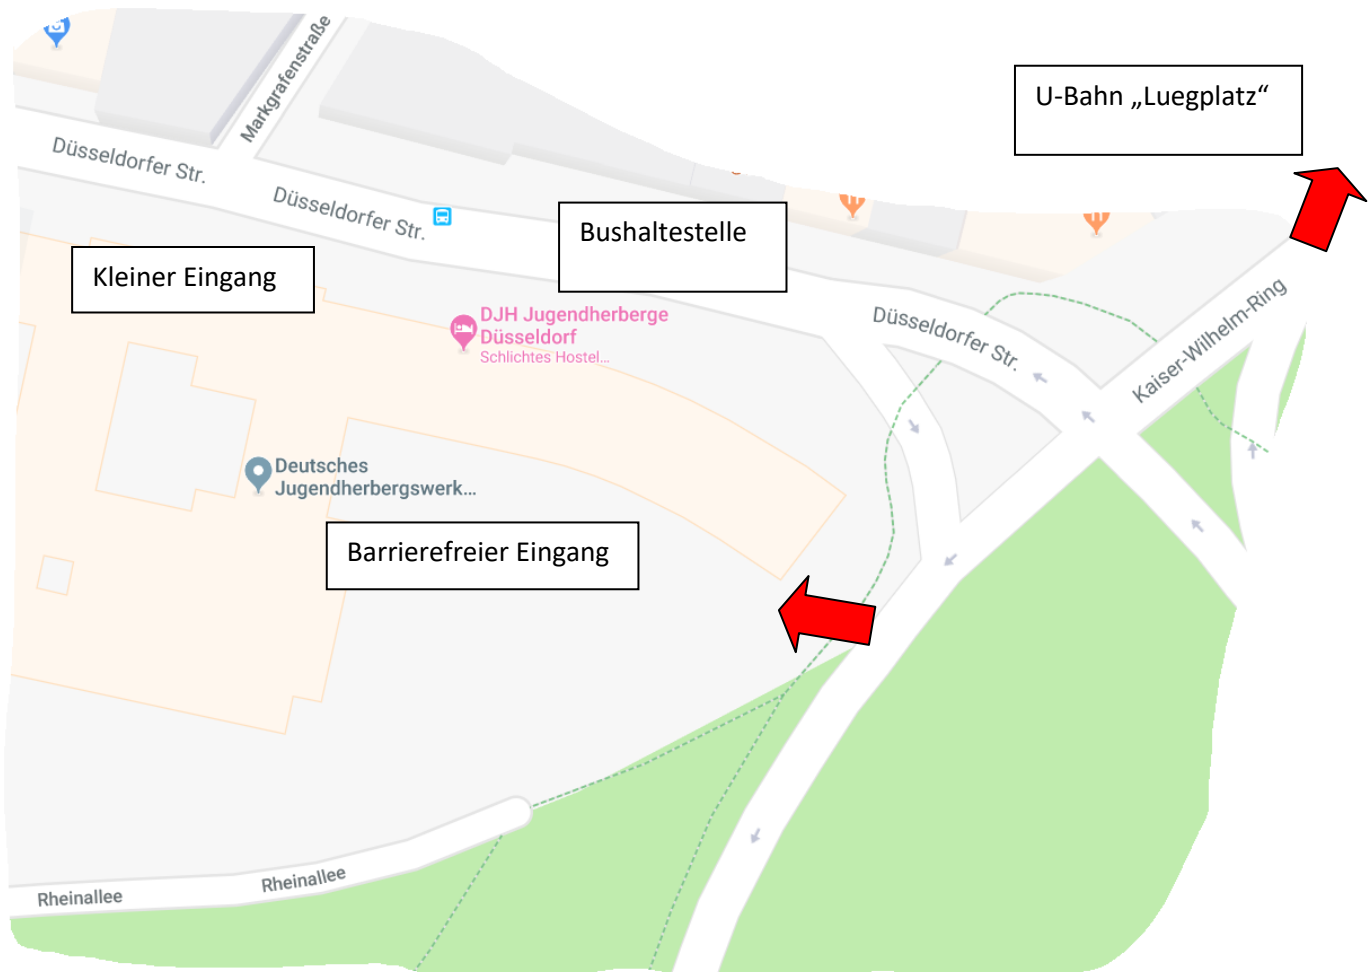 Markgrafenstraße
U-Bahn „Luegplatz“
Düsseldorfer Str.
Düsseldorfer Str.
Bushaltestelle
Kleiner Eingang
DJH Jugendherberge
Düsseldorf
Schlichtes Hostel...
Düsseldorfer Str.
Kaiser-Wilhelm-Ring
Deutsches
Jugendherbergswerk...
Barrierefreier Eingang
Rheinallee
Rheinallee